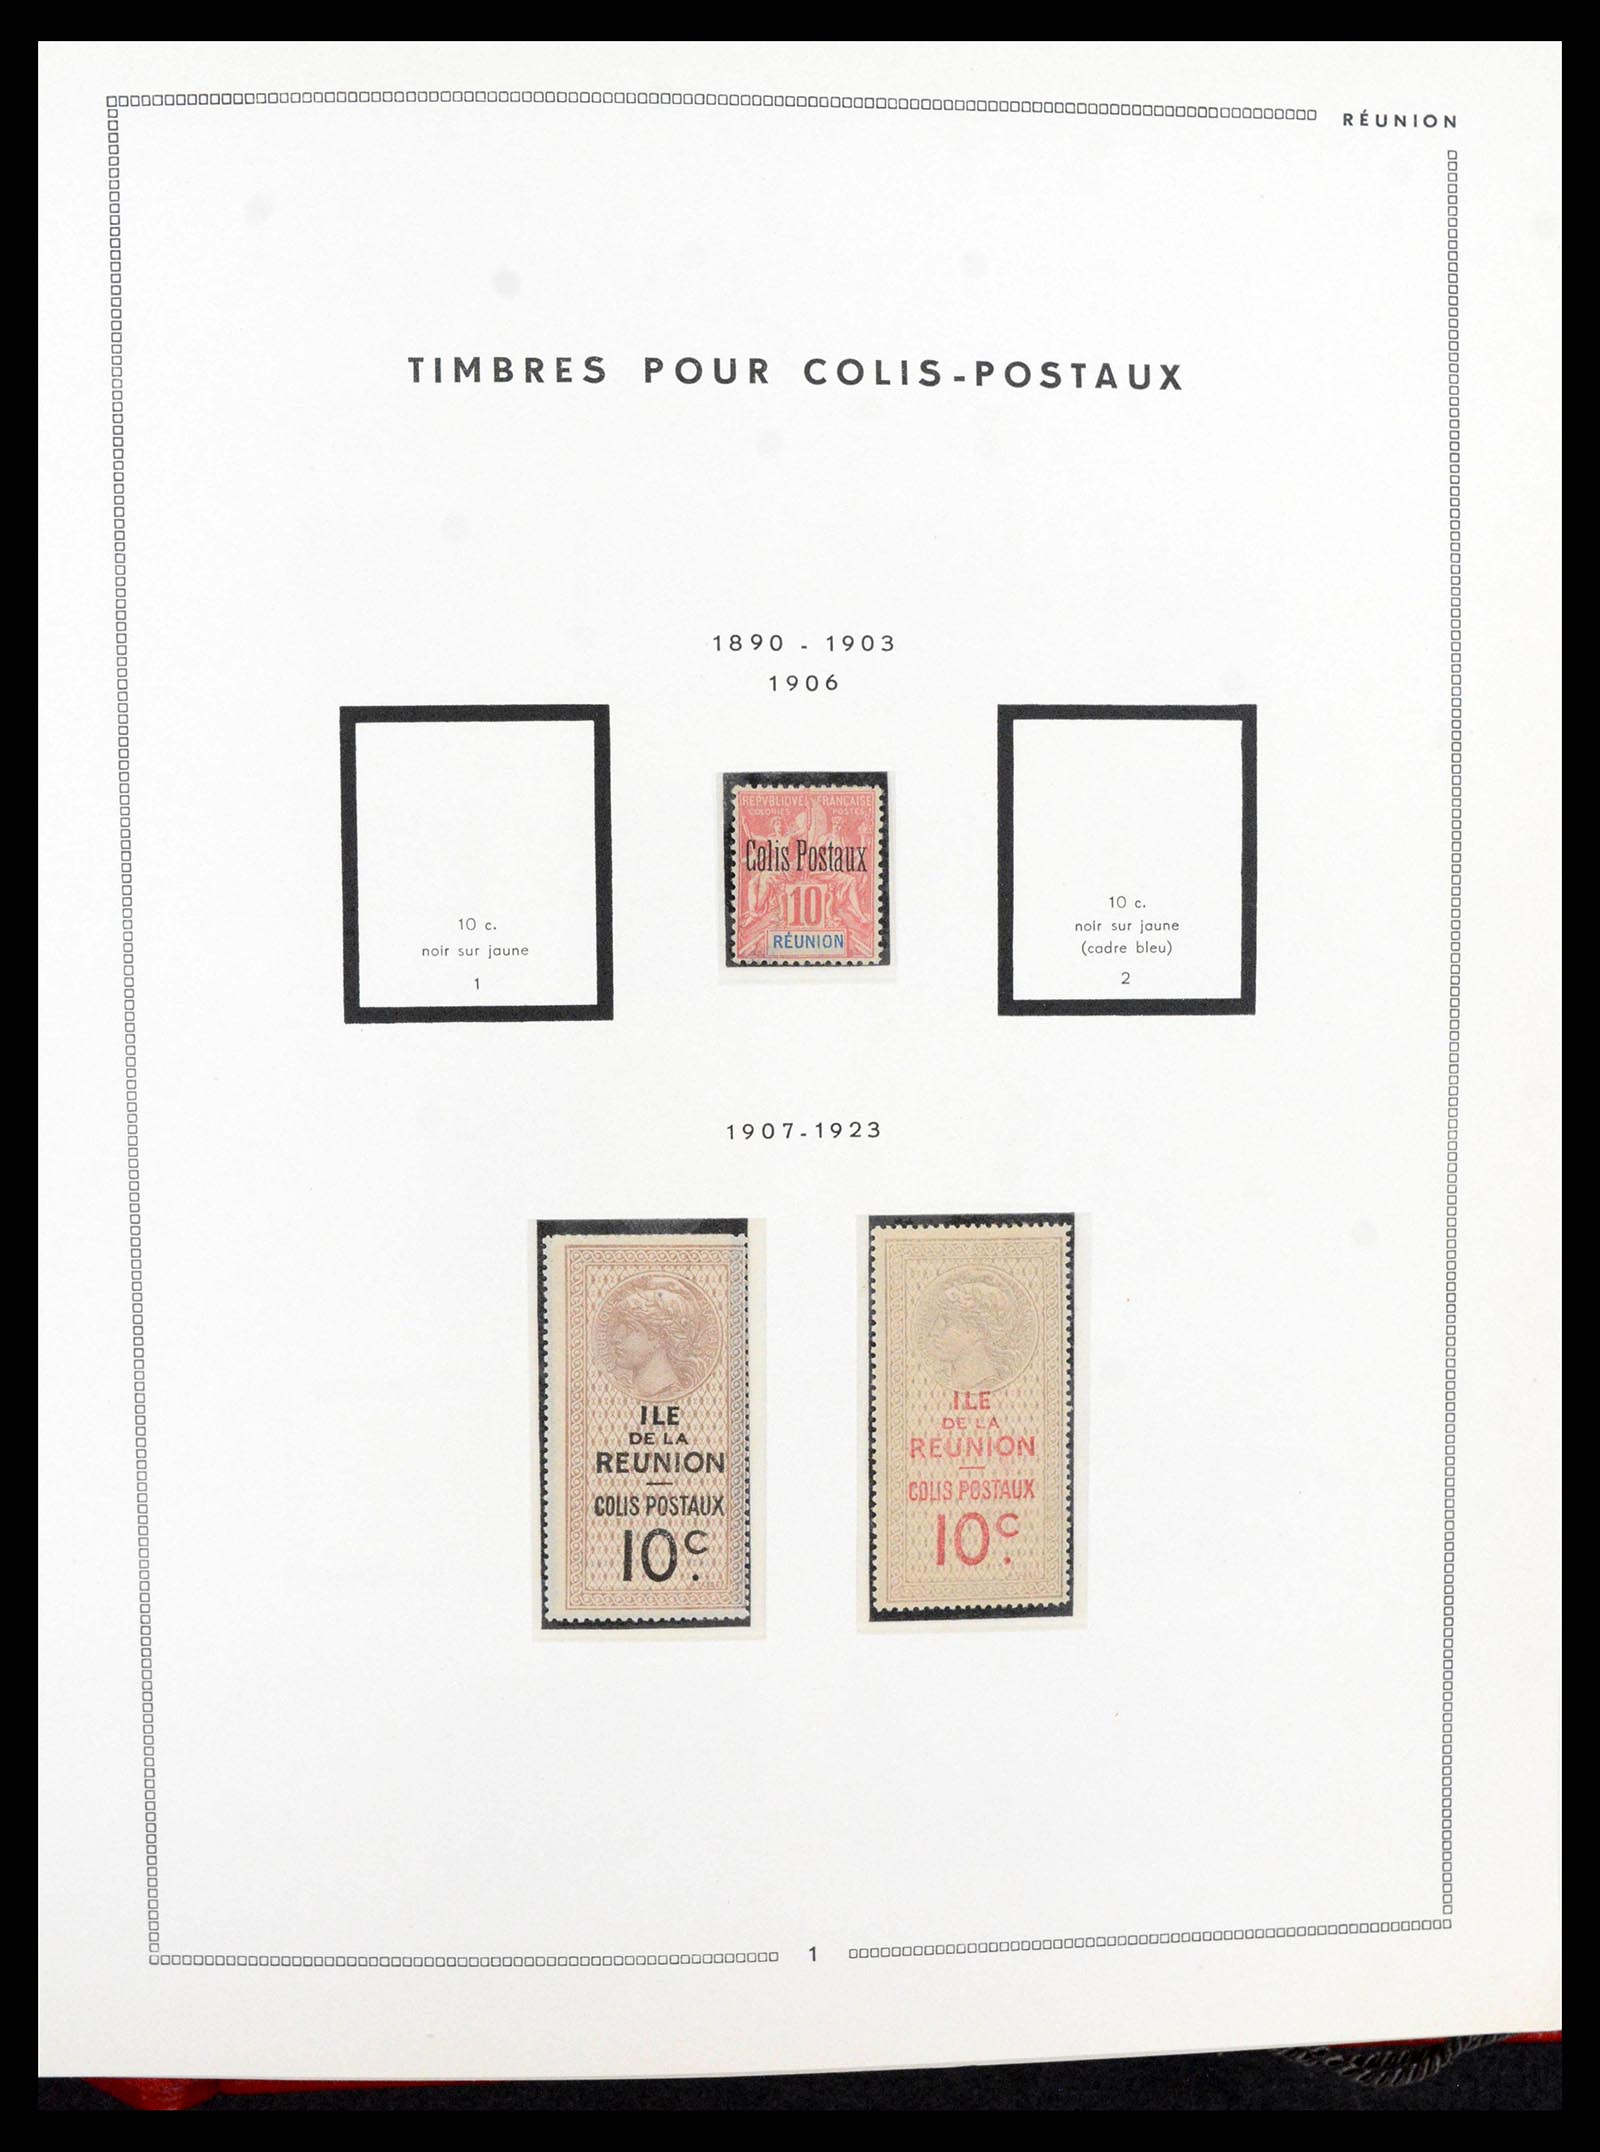 RÉUNION
TIMBRES POUR COLIS-POSTAUX
1890 - 1903
1906
10 c.
noir sur jaune
1
REPVBLIQVE FRANÇAISE
COLONIES POSTES
Colis Postaux
10
RÉUNION
10 c.
noir sur jaune
(cadre bleu)
2
1907-1923
ILE
DE LA
REUNION
COLIS POSTAUX
10c.
ILE
DE LA
REUNION
COLIS POSTAUX
10c.
1